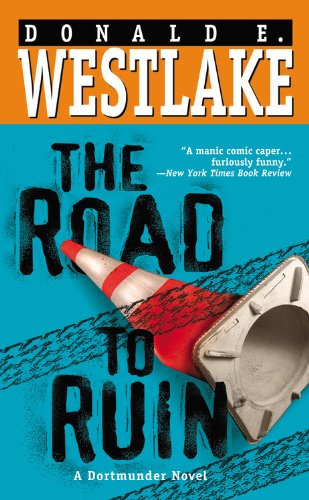 DONALD E.
WESTLAKE
"A manic comic caper...
furiously funny."
—New York Times Book Review
THE
ROAD
TO
RUIN
A Dortmunder Novel